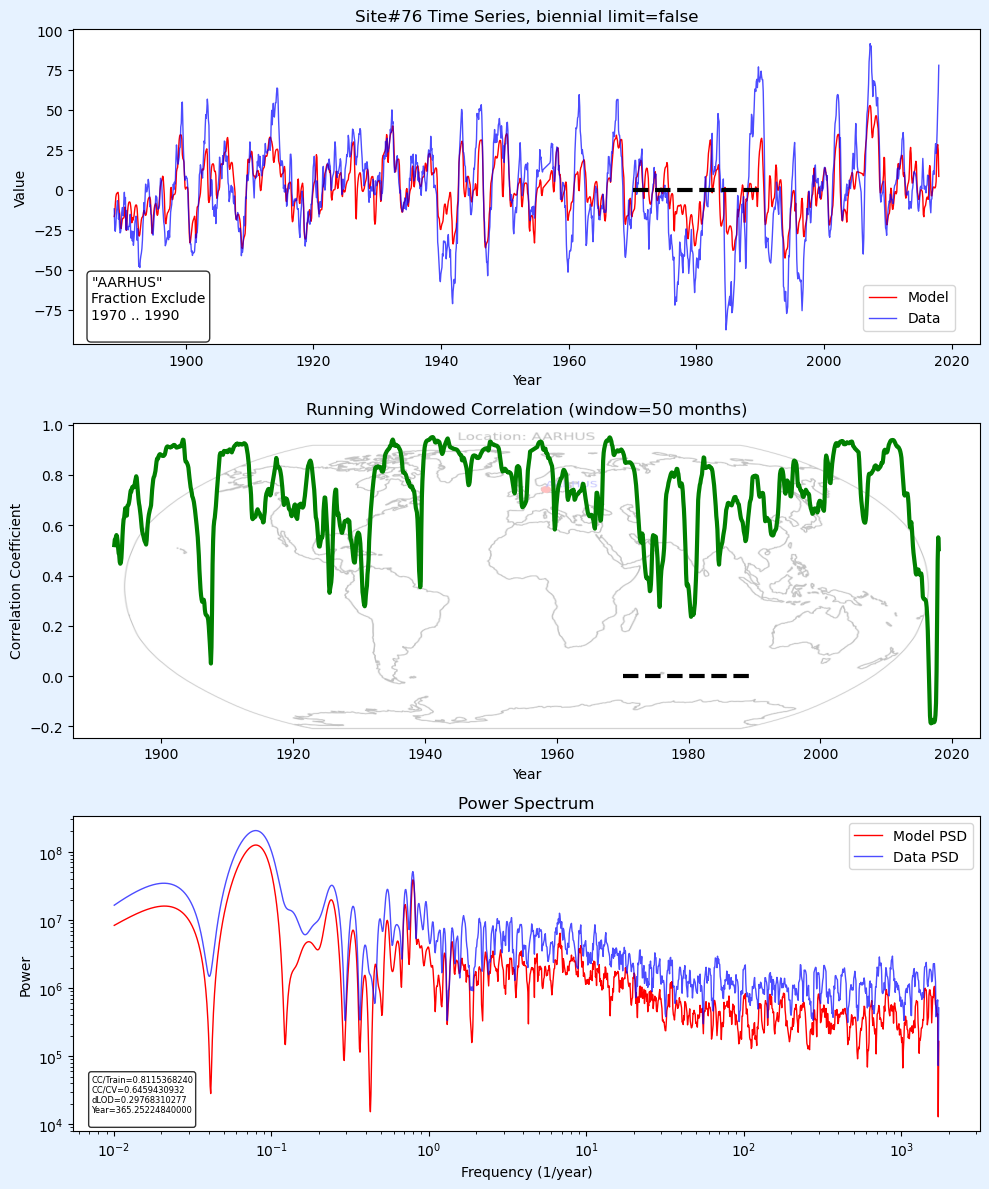 Site#76 Time Series, biennial limit=false
100
75
50
25
0
−25
−50
−75
Value
"AARHUS"
Fraction Exclude
1970 .. 1990
Model
Data
1900
1920
1940
1960
1980
2000
2020
Year
Running Windowed Correlation (window=50 months)
Location: AARHUS
1.0
0.8
0.6
0.4
0.2
0.0
−0.2
Correlation Coefficient
1900
1920
1940
1960
1980
2000
2020
Year
Power Spectrum
Model PSD
Data PSD
10⁸
10⁷
10⁶
10⁵
10⁴
Power
CC/Train=0.8115368240
CC/CV=0.6459430932
dLOD=0.29768310277
Year=365.25224840000
10⁻²
10⁻¹
10⁰
10¹
10²
10³
Frequency (1/year)